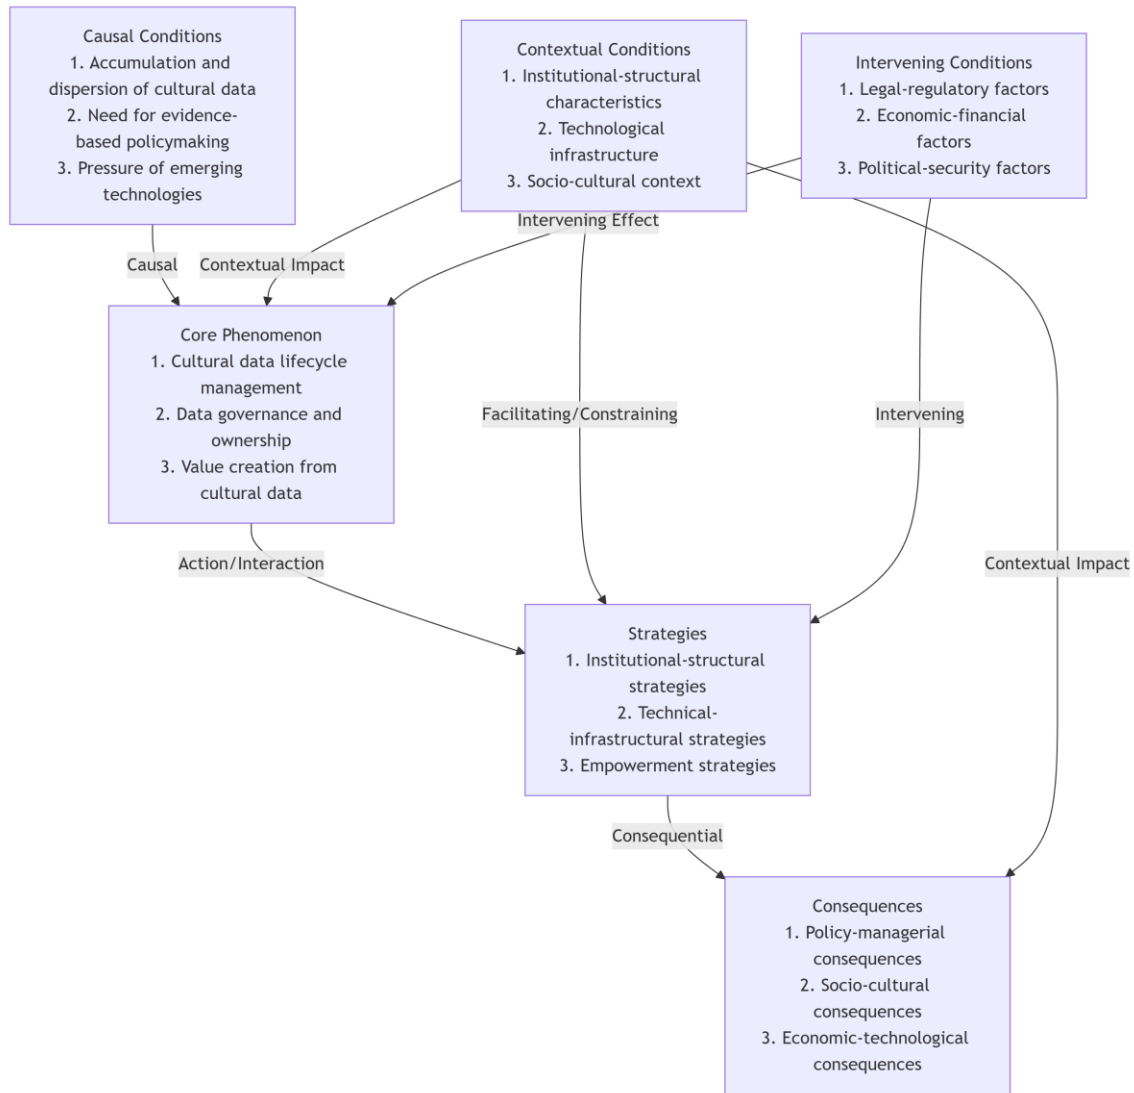 Causal Conditions
1. Accumulation and
dispersion of cultural data
2. Need for evidence-
based policymaking
3. Pressure of emerging
technologies
Contextual Conditions
1. Institutional-structural
characteristics
2. Technological
infrastructure
3. Socio-cultural context
Intervening Conditions
1. Legal-regulatory factors
2. Economic-financial
factors
3. Political-security factors
Intervening Effect
Causal
Contextual Impact
Core Phenomenon
1. Cultural data lifecycle
management
2. Data governance and
ownership
3. Value creation from
cultural data
Facilitating/Constraining
Intervening
Action/Interaction
Contextual Impact
Strategies
1. Institutional-structural
strategies
2. Technical-
infrastructural strategies
3. Empowerment strategies
Consequential
Consequences
1. Policy-managerial
consequences
2. Socio-cultural
consequences
3. Economic-technological
consequences